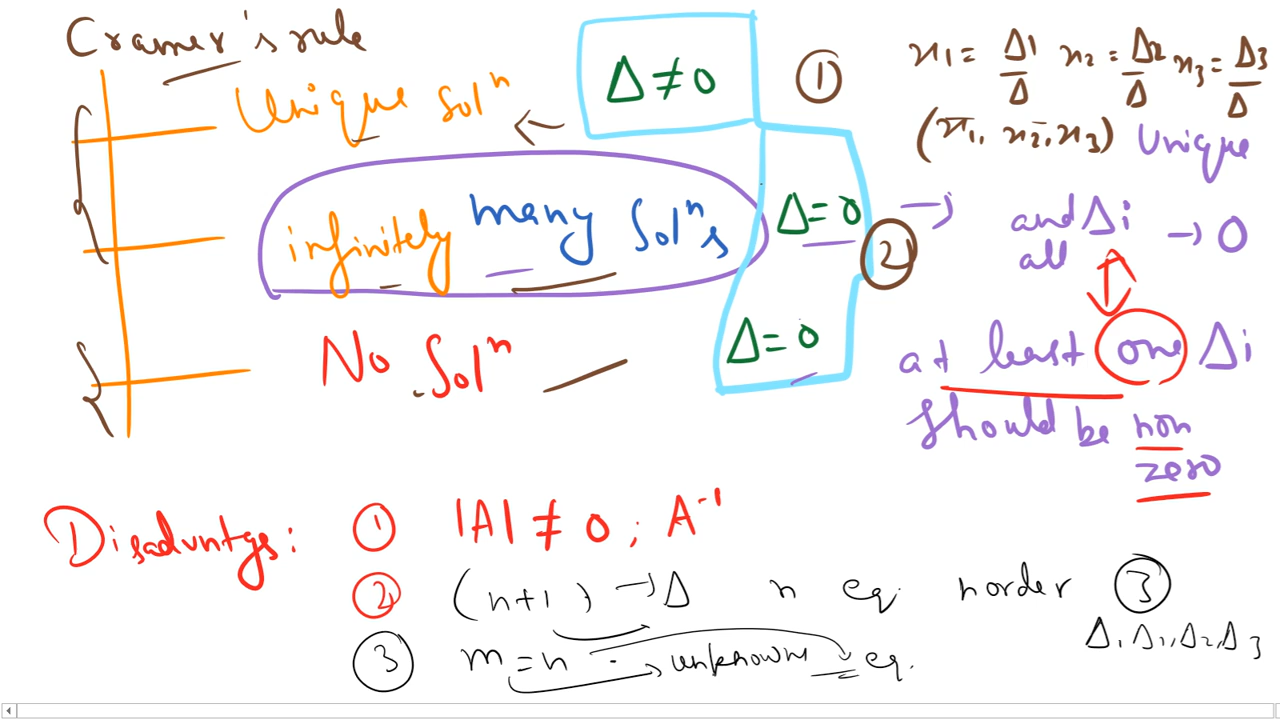 Cramer's rule
Unique Solⁿ ← Δ ≠ 0 ① x₁ = Δ1/Δ x₂ = Δ2/Δ x₃ = Δ3/Δ
(x₁, x₂, x₃) Unique
infinitely many Solⁿs Δ = 0 → and Δi all → 0
②
No Solⁿ Δ = 0 at least one Δi
should be non
zero
Disadvntgs: ① |A| ≠ 0 ; A⁻¹
② (n+1) → Δ n eq. norder ③
Δ, Δ₁, Δ₂, Δ3
③ m = n unknown eq.